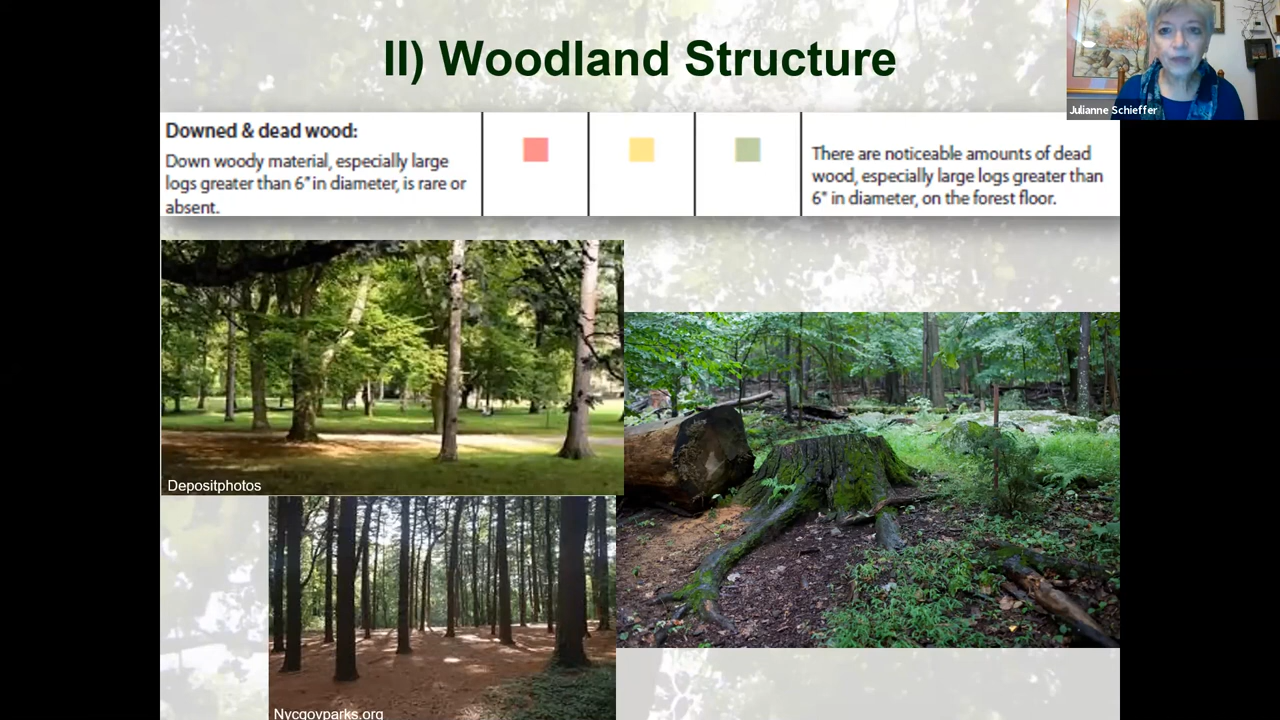 II) Woodland Structure
Julianne Schieffer
Downed & dead wood:
Down woody material, especially large
logs greater than 6" in diameter, is rare or
absent.
There are noticeable amounts of dead
wood, especially large logs greater than
6" in diameter, on the forest floor.
Depositphotos
Nycgovparks.org